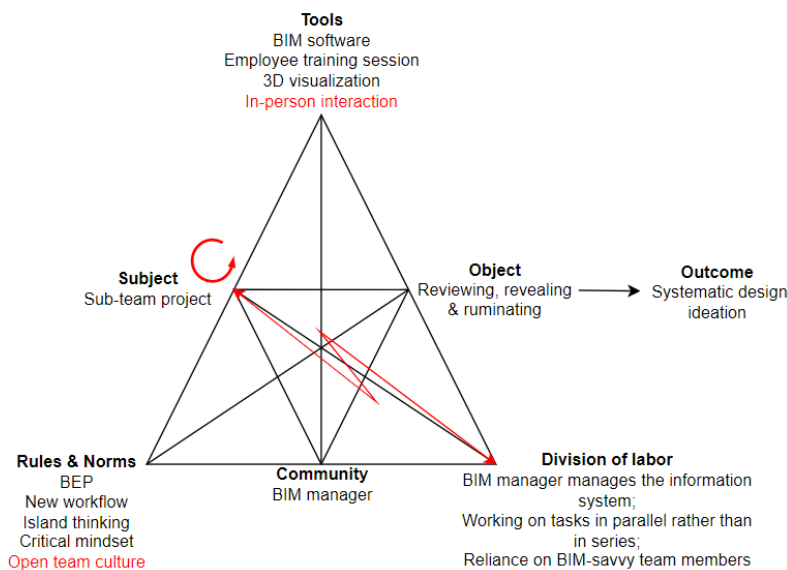 Tools
BIM software
Employee training session
3D visualization
In-person interaction
Subject
Sub-team project
Object
Reviewing, revealing
& ruminating
Outcome
Systematic design
ideation
Rules & Norms
BEP
New workflow
Island thinking
Critical mindset
Open team culture
Community
BIM manager
Division of labor
BIM manager manages the information
system;
Working on tasks in parallel rather than
in series;
Reliance on BIM-savvy team members